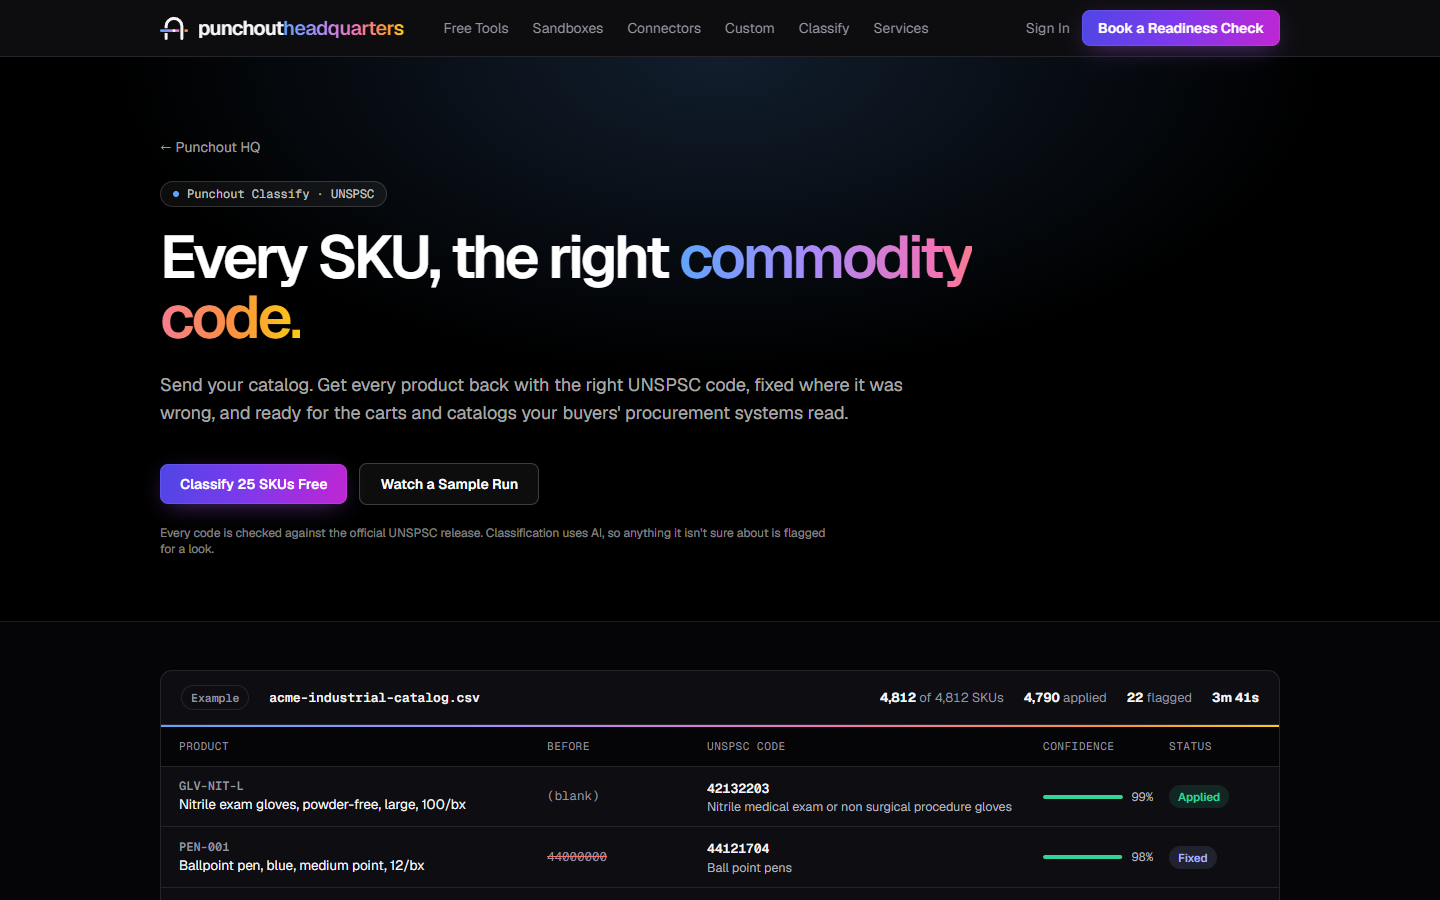 punchoutheadquarters
Free Tools
Sandboxes
Connectors
Custom
Classify
Services
Sign In
Book a Readiness Check
← Punchout HQ
Punchout Classify · UNSPSC
Every SKU, the right commodity
code.
Send your catalog. Get every product back with the right UNSPSC code, fixed where it was
wrong, and ready for the carts and catalogs your buyers' procurement systems read.
Classify 25 SKUs Free
Watch a Sample Run
Every code is checked against the official UNSPSC release. Classification uses AI, so anything it isn't sure about is flagged
for a look.
Example
acme-industrial-catalog.csv
4,812 of 4,812 SKUs
4,790 applied
22 flagged
3m 41s
PRODUCT
BEFORE
UNSPSC CODE
CONFIDENCE
STATUS
GLV-NIT-L
Nitrile exam gloves, powder-free, large, 100/bx
(blank)
42132203
Nitrile medical exam or non surgical procedure gloves
99%
Applied
PEN-001
Ballpoint pen, blue, medium point, 12/bx
44000000
44121704
Ball point pens
98%
Fixed